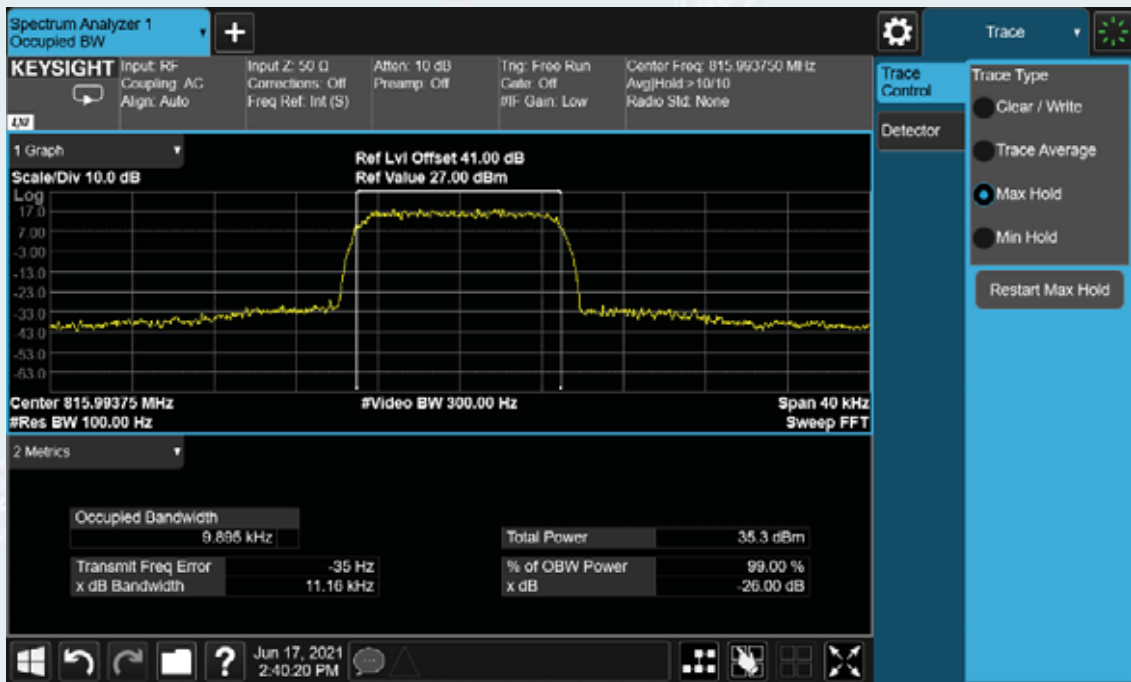 Spectrum Analyzer 1
Occupied BW
+
Trace
KEYSIGHT
Input: RF
Coupling: AC
Align: Auto
Input Z: 50 Ω
Corrections: Off
Freq Ref: Int (S)
Atten: 10 dB
Preamp: Off
Trig: Free Run
Gate: Off
#IF Gain: Low
Center Freq: 815.993750 MHz
Avg|Hold>10/10
Radio Std: None
LXI
Trace Control
Detector
Trace Type
Clear / Write
Trace Average
Max Hold
Min Hold
Restart Max Hold
1 Graph
Scale/Div 10.0 dB
Ref Lvl Offset 41.00 dB
Ref Value 27.00 dBm
Log
17.0
7.00
-3.00
-13.0
-23.0
-33.0
-43.0
-53.0
-63.0
Center 815.99375 MHz
#Video BW 300.00 Hz
Span 40 kHz
#Res BW 100.00 Hz
Sweep FFT
2 Metrics
Occupied Bandwidth
9.895 kHz
Total Power 35.3 dBm
Transmit Freq Error -35 Hz
% of OBW Power 99.00 %
x dB Bandwidth 11.16 kHz
x dB -26.00 dB
?
Jun 17, 2021
2:40:20 PM